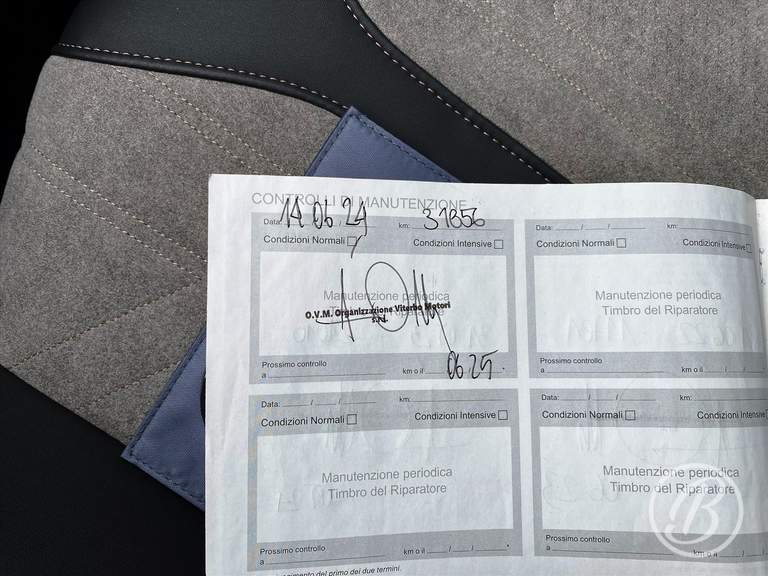 CONTROLLI DI MANUTENZIONE
Data: 14 06 24 km: 31856
Condizioni Normali Condizioni Intensive
Manutenzione periodica
Timbro del Riparatore
O.V.M. Organizzazione Viterbo Motori
s.r.l.
Prossimo controllo
a km o il 06 25
Data: / / km:
Condizioni Normali Condizioni Intensive
Manutenzione periodica
Timbro del Riparatore
Prossimo controllo
a km o il / /
Data: / / km:
Condizioni Normali Condizioni Intensive
Manutenzione periodica
Timbro del Riparatore
Prossimo controllo
a km o il / / *
Data: / / km:
Condizioni Normali Condizioni Intensive
Manutenzione periodica
Timbro del Riparatore
Prossimo controllo
a km o il / /
del primo dei due termini.
B